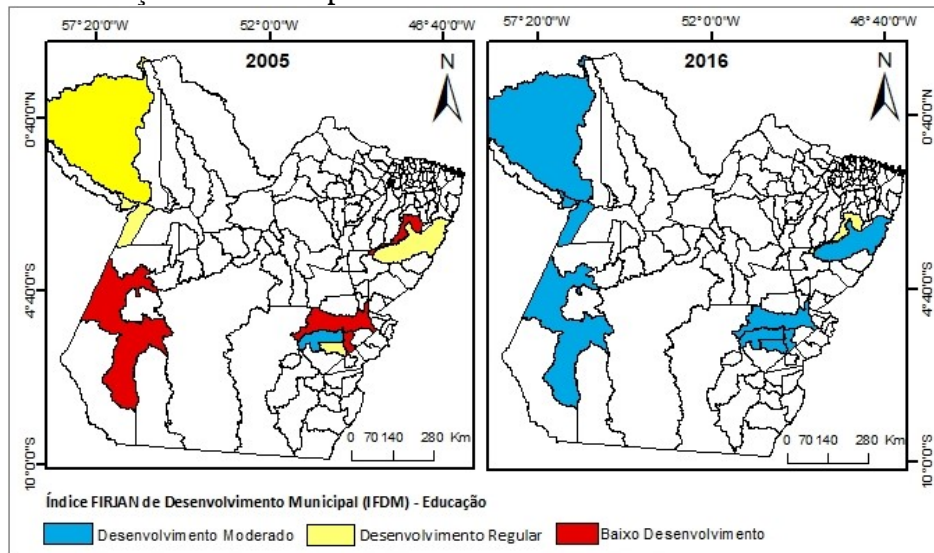 57°20'0"W 52°0'0"W 46°40'0"W 57°20'0"W 52°0'0"W 46°40'0"W
2005 N 2016 N
0°40'0"N 0°40'0"N
4°40'0"S 4°40'0"S
10°0'0"S 10°0'0"S
0 70 140 280 Km 0 70 140 280 Km
Índice FIRJAN de Desenvolvimento Municipal (IFDM) - Educação
Desenvolvimento Moderado Desenvolvimento Regular Baixo Desenvolvimento